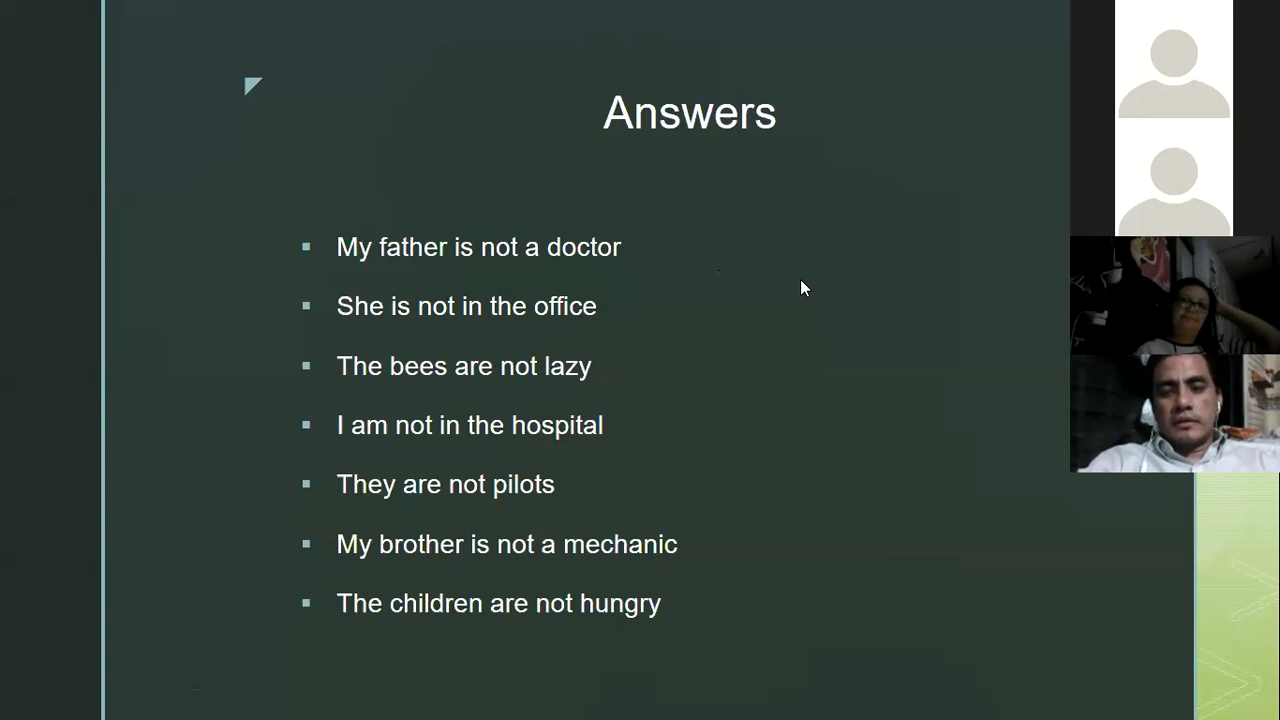 Answers
My father is not a doctor
She is not in the office
The bees are not lazy
I am not in the hospital
They are not pilots
My brother is not a mechanic
The children are not hungry